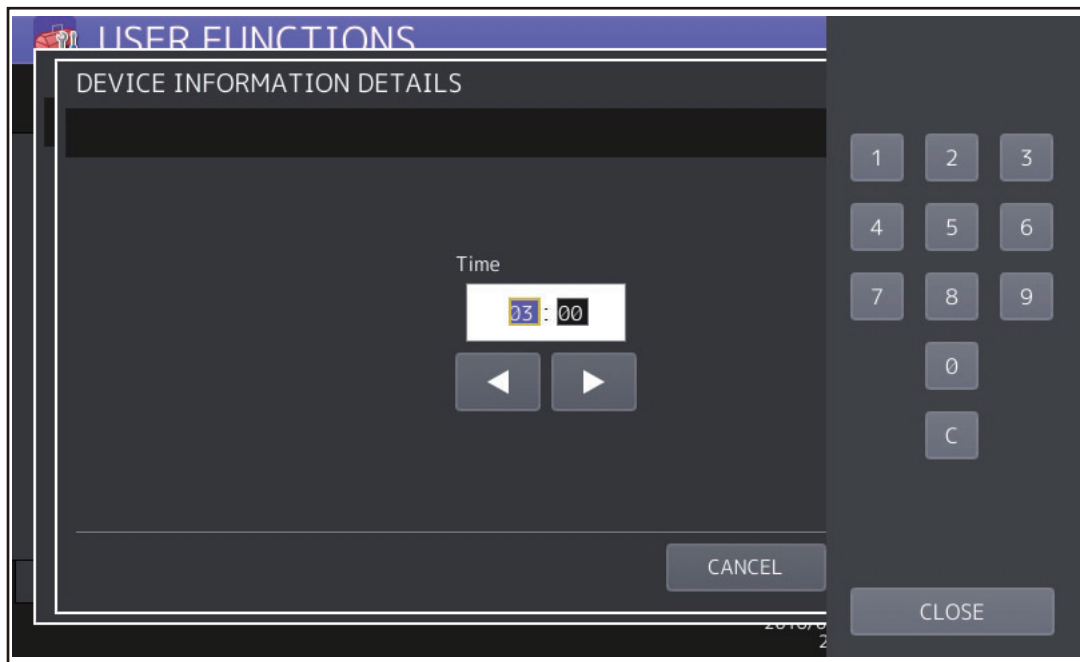 USER FUNCTIONS
DEVICE INFORMATION DETAILS
Time
03 : 00
CANCEL
1 2 3
4 5 6
7 8 9
0
C
CLOSE